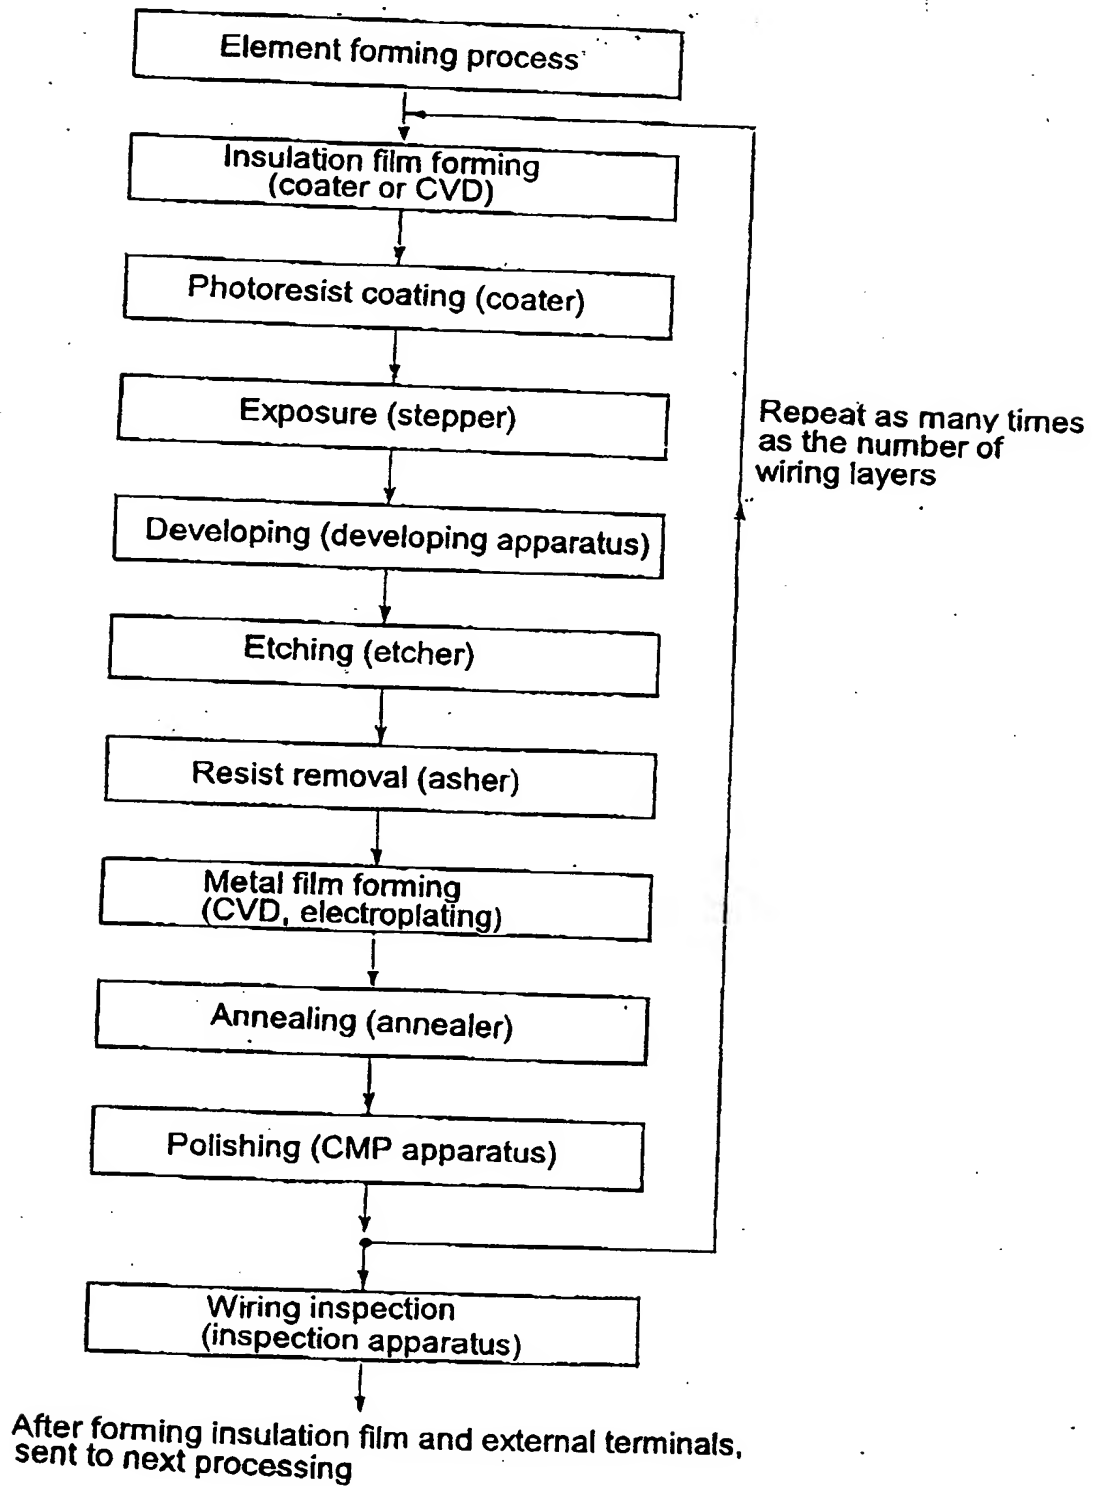 Element forming process
Insulation film forming
(coater or CVD)
Photoresist coating (coater)
Exposure (stepper)
Repeat as many times
as the number of
wiring layers
Developing (developing apparatus)
Etching (etcher)
Resist removal (asher)
Metal film forming
(CVD, electroplating)
Annealing (annealer)
Polishing (CMP apparatus)
Wiring inspection
(inspection apparatus)
After forming insulation film and external terminals,
sent to next processing